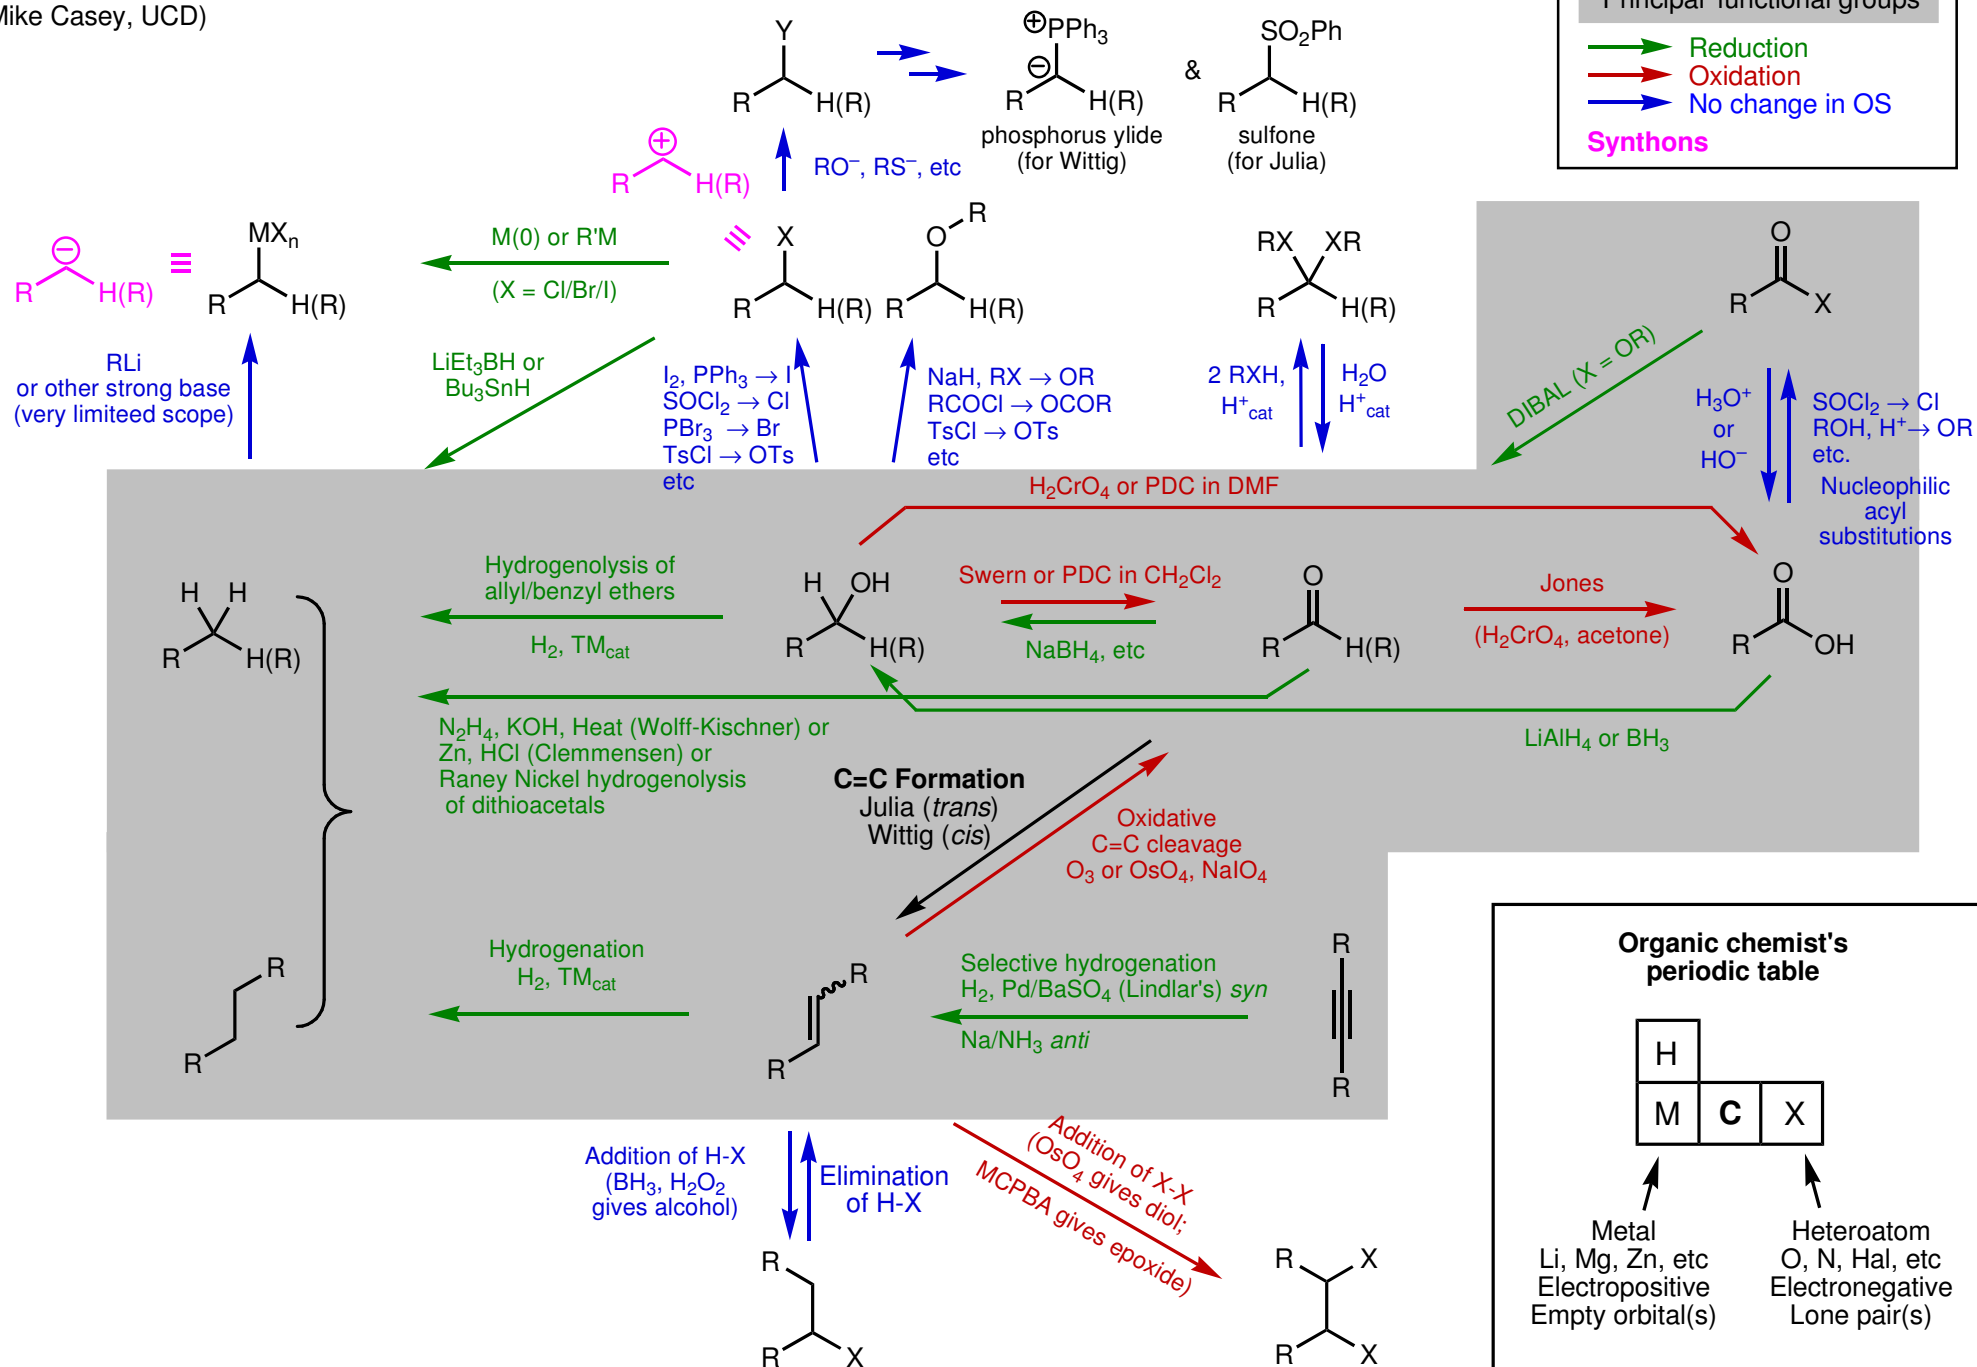 Mike Casey, UCD)
Principal functional groups
Reduction
Oxidation
No change in OS
Synthons
Y
R
H(R)
⊕PPh3
⊖
R
H(R)
phosphorus ylide
(for Wittig)
&
SO2Ph
R
H(R)
sulfone
(for Julia)
⊕
R
H(R)
RO–, RS–, etc
⊖
R
H(R)
≡
MXn
R
H(R)
M(0) or R'M
(X = Cl/Br/I)
≡
X
R
H(R)
O
R
R
H(R)
RX
XR
R
H(R)
O
R
X
RLi
or other strong base
(very limiteed scope)
LiEt3BH or
Bu3SnH
I2, PPh3 → I
SOCl2 → Cl
PBr3 → Br
TsCl → OTs
etc
NaH, RX → OR
RCOCl → OCOR
TsCl → OTs
etc
2 RXH,
H+cat
H2O
H+cat
DIBAL (X = OR)
H3O+
or
HO–
SOCl2 → Cl
ROH, H+ → OR
etc.
Nucleophilic
acyl
substitutions
H2CrO4 or PDC in DMF
H H
R
H(R)
Hydrogenolysis of
allyl/benzyl ethers
H2, TMcat
H
OH
R
H(R)
Swern or PDC in CH2Cl2
NaBH4, etc
O
R
H(R)
Jones
(H2CrO4, acetone)
O
R
OH
N2H4, KOH, Heat (Wolff-Kischner) or
Zn, HCl (Clemmensen) or
Raney Nickel hydrogenolysis
of dithioacetals
LiAlH4 or BH3
C=C Formation
Julia (trans)
Wittig (cis)
Oxidative
C=C cleavage
O3 or OsO4, NaIO4
R
R
Hydrogenation
H2, TMcat
R
R
Selective hydrogenation
H2, Pd/BaSO4 (Lindlar's) syn
Na/NH3 anti
R
R
Addition of H-X
(BH3, H2O2
gives alcohol)
Elimination
of H-X
Addition of X-X
(OsO4 gives diol;
MCPBA gives epoxide)
R
R
X
R
X
R
X
Organic chemist's
periodic table
H
M C X
Metal
Li, Mg, Zn, etc
Electropositive
Empty orbital(s)
Heteroatom
O, N, Hal, etc
Electronegative
Lone pair(s)